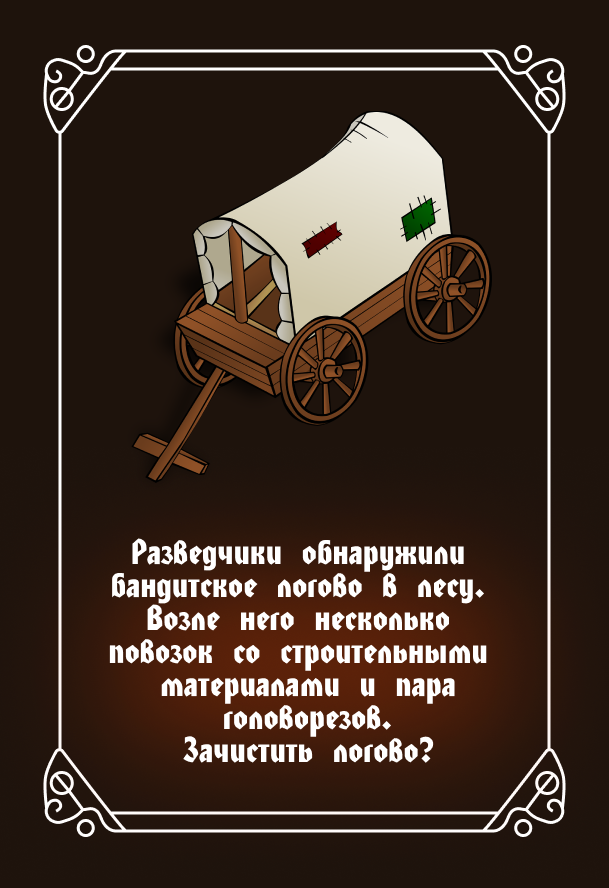 Разведчики обнаружили
бандитское логово в лесу.
Возле него несколько
повозок со строительными
материалами и пара
головорезов.
Зачистить логово?